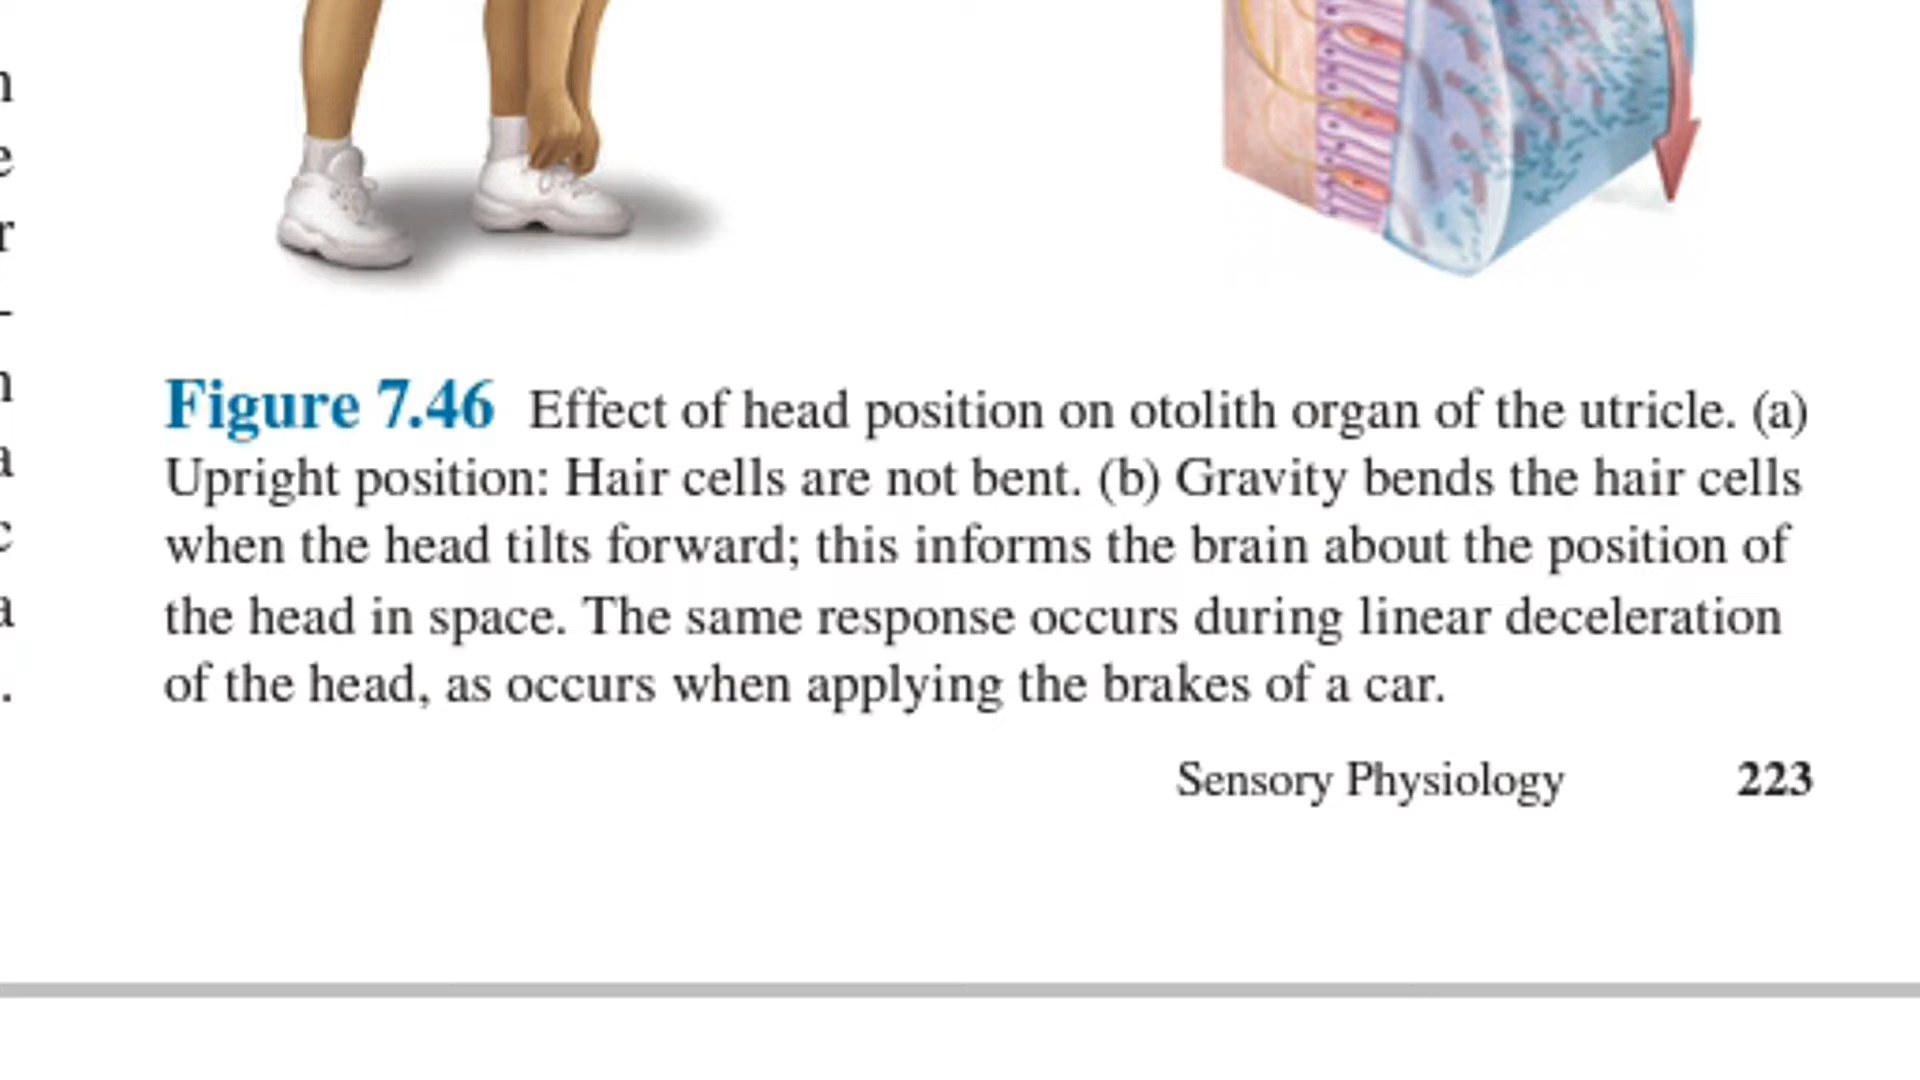 n
e
r
-
n
a
c
a
.
Figure 7.46 Effect of head position on otolith organ of the utricle. (a)
Upright position: Hair cells are not bent. (b) Gravity bends the hair cells
when the head tilts forward; this informs the brain about the position of
the head in space. The same response occurs during linear deceleration
of the head, as occurs when applying the brakes of a car.
Sensory Physiology 223